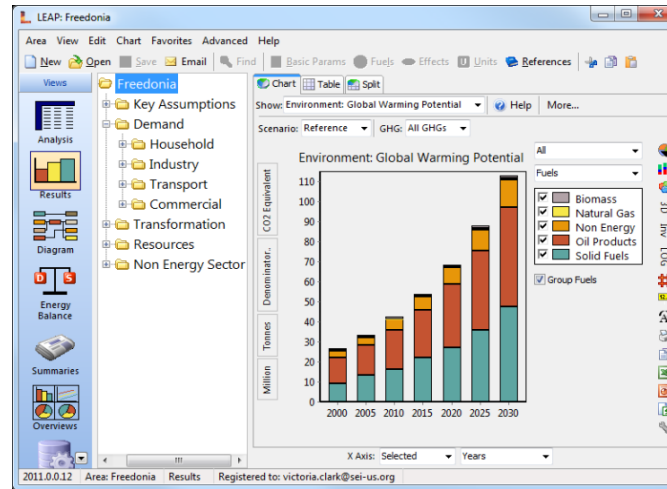 LEAP: Freedonia
Area View Edit Chart Favorites Advanced Help
New Open Save Email Find Basic Params Fuels Effects Units References
Views
Analysis
Results
Diagram
Energy
Balance
Summaries
Overviews
Freedonia
Key Assumptions
Demand
Household
Industry
Transport
Commercial
Transformation
Resources
Non Energy Sector
Chart Table Split
Show: Environment: Global Warming Potential Help More...
Scenario: Reference GHG: All GHGs
CO2 Equivalent
Denominator..
Tonnes
Million
Environment: Global Warming Potential
110
100
90
80
70
60
50
40
30
20
10
0
2000 2005 2010 2015 2020 2025 2030
All
Fuels
Biomass
Natural Gas
Non Energy
Oil Products
Solid Fuels
Group Fuels
3D
Inv
LOG
X Axis: Selected Years
2011.0.0.12 Area: Freedonia Results Registered to: victoria.clark@sei-us.org